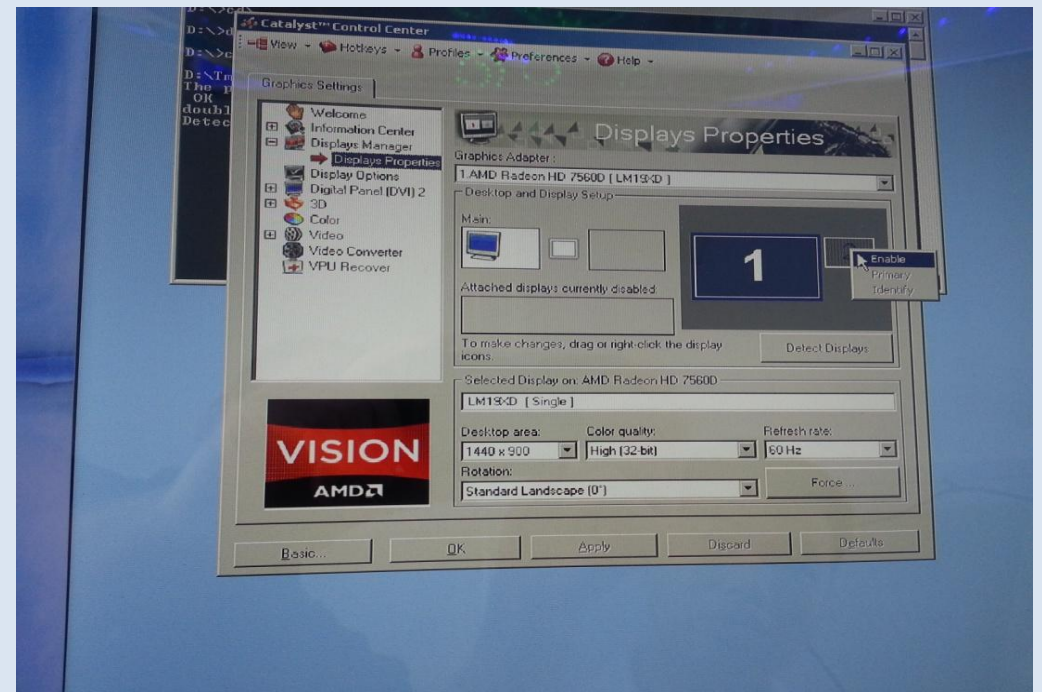 D:\>cds
D:\>d
D:\>c
D:\Tm
The p
OK
doubl
Detec
Catalyst™ Control Center
View
Hotkeys
Profiles
Preferences
Help
Graphics Settings
Welcome
Information Center
Displays Manager
Displays Properties
Display Options
Digital Panel (DVI) 2
3D
Color
Video
Video Converter
VPU Recover
Displays Properties
Graphics Adapter :
1.AMD Radeon HD 7560D [ LM19XD ]
Desktop and Display Setup
Main:
1
2
Enable
Primary
Identify
Attached displays currently disabled:
To make changes, drag or right-click the display
icons.
Detect Displays
Selected Display on: AMD Radeon HD 7560D
LM19XD [ Single ]
Desktop area:
Color quality:
Refresh rate:
1440 x 900
High (32-bit)
60 Hz
Rotation:
Standard Landscape (0°)
Force ...
VISION
AMD
Basic...
OK
Apply
Discard
Defaults